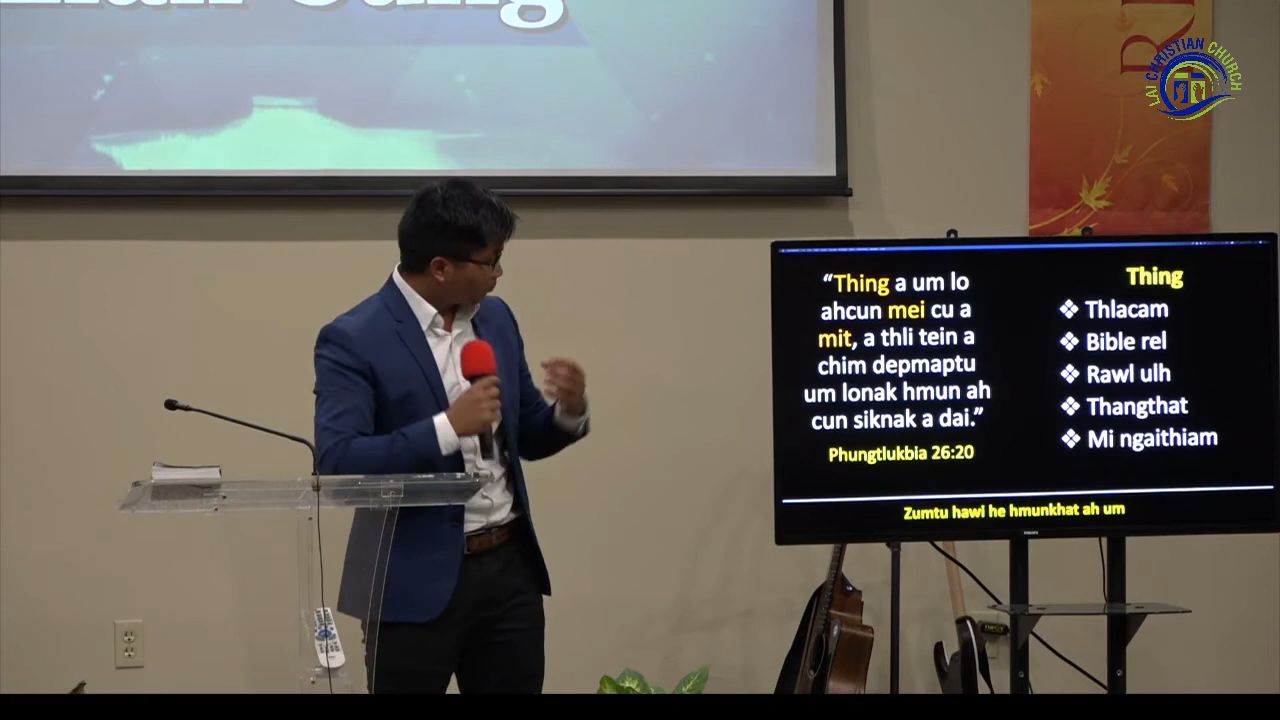 LAI CHRISTIAN CHURCH
“Thing a um lo
ahcun mei cu a
mit, a thli tein a
chim depmaptu
um lonak hmun ah
cun siknak a dai.”
Phungtlukbia 26:20
Thing
❖ Thlacam
❖ Bible rel
❖ Rawl ulh
❖ Thangthat
❖ Mi ngaithiam
Zumtu hawi he hmunkhat ah um